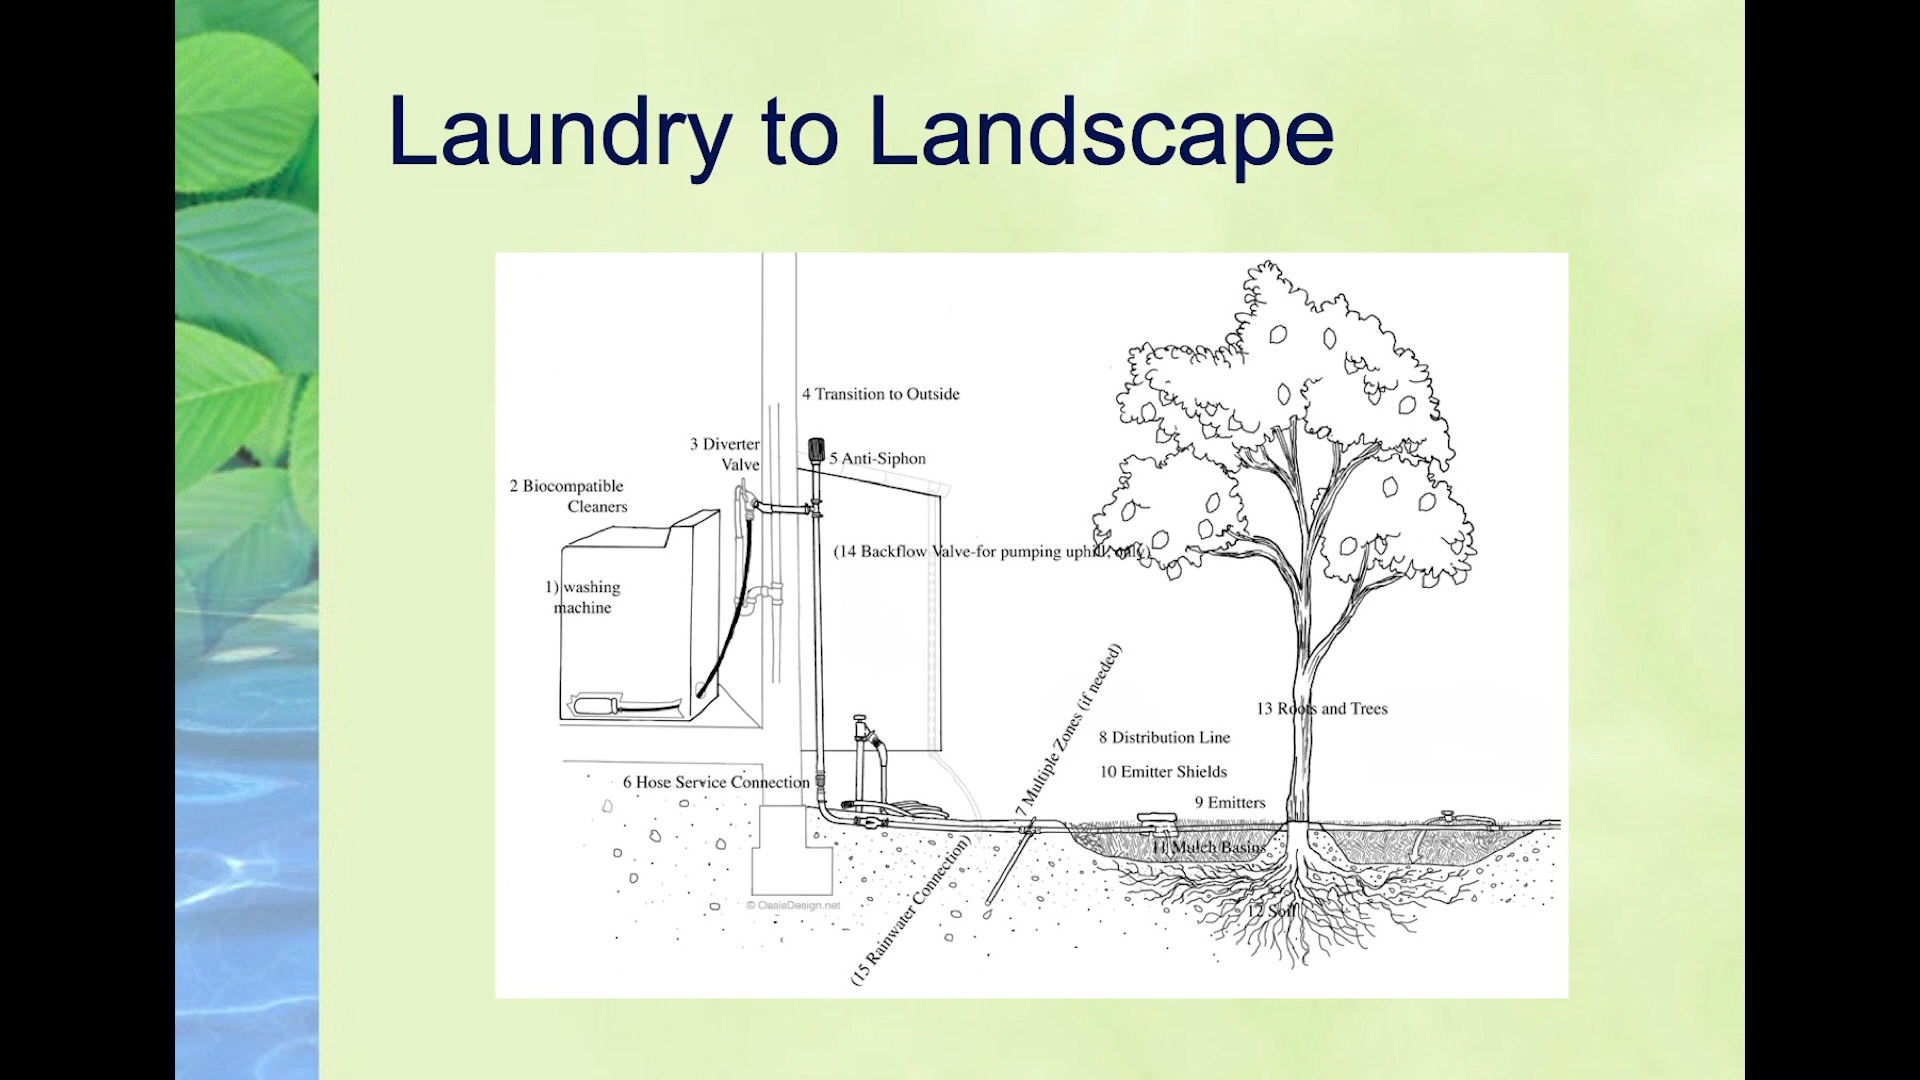 Laundry to Landscape
4 Transition to Outside
3 Diverter
Valve
5 Anti-Siphon
2 Biocompatible
Cleaners
(14 Backflow Valve-for pumping uphill, only)
1) washing
machine
7 Multiple Zones (if needed)
13 Roots and Trees
8 Distribution Line
10 Emitter Shields
6 Hose Service Connection
9 Emitters
11 Mulch Basins
(15 Rainwater Connection)
© OasisDesign.net
12 Soil